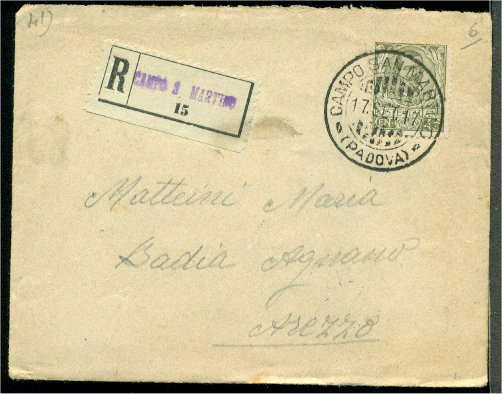 41)
6
R
CAMPO S. MARTINO
15
CAMPO SAN MARTINO
17
(PADOVA)
Matteini Maria
Badia Agnano
Arezzo